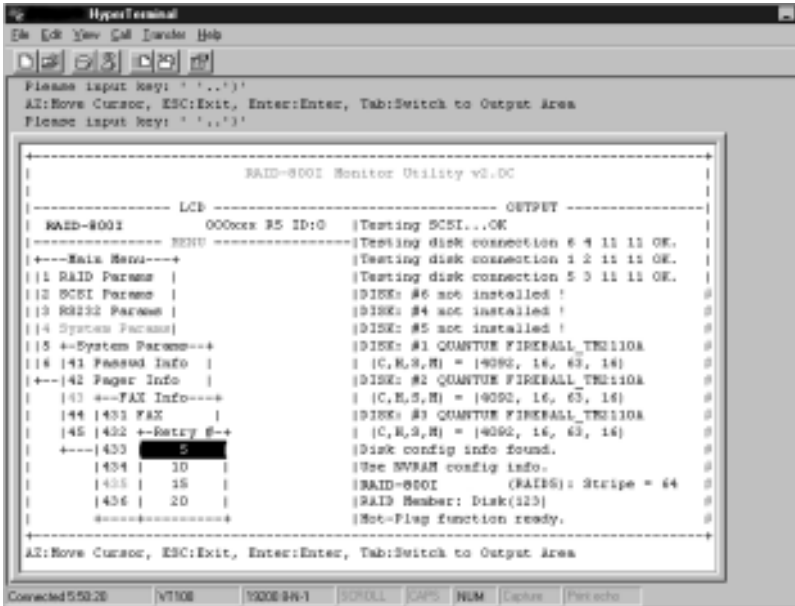 HyperTerminal
File Edit View Call Transfer Help
Please input key: ' '..')'
AZ:Move Cursor, ESC:Exit, Enter:Enter, Tab:Switch to Output Area
Please input key: ' '..')'
RAID-800I Monitor Utility v2.0C
LCD
OUTPUT
RAID-800I 000xxx R5 ID:0
Testing SCSI...OK
MENU
Testing disk connection 6 4 11 11 OK.
+---Main Menu---+
Testing disk connection 1 2 11 11 OK.
|1 RAID Params |
Testing disk connection 5 3 11 11 OK.
|2 SCSI Params |
DISK: #6 not installed !
|3 RS232 Params |
DISK: #4 not installed !
|4 System Params|
DISK: #5 not installed !
|5 +-System Params--+
DISK: #1 QUANTUM FIREBALL_TM2110A
|6 |41 Passwd Info |
(C,H,S,M) = (4092, 16, 63, 16)
+--|42 Pager Info |
DISK: #2 QUANTUM FIREBALL_TM2110A
|43 +--FAX Info---+
(C,H,S,M) = (4092, 16, 63, 16)
|44 |431 FAX
DISK: #3 QUANTUM FIREBALL_TM2110A
|45 |432 +-Retry #-+
(C,H,S,M) = (4092, 16, 63, 16)
+---|433 5
Disk config info found.
|434 | 10 |
Use NVRAM config info.
|435 | 15 |
RAID-800I (RAID5): Stripe = 64
|436 | 20 |
RAID Member: Disk(123)
Hot-Plug function ready.
AZ:Move Cursor, ESC:Exit, Enter:Enter, Tab:Switch to Output Area
Connected 5:50:20 VT100 19200 8-N-1 SCROLL CAPS NUM Capture Print echo